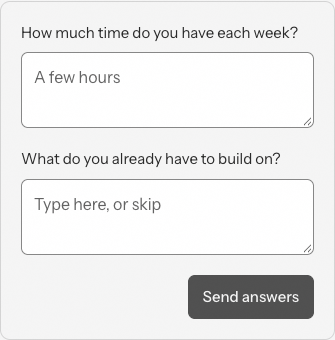 How much time do you have each week?
A few hours
What do you already have to build on?
Type here, or skip
Send answers